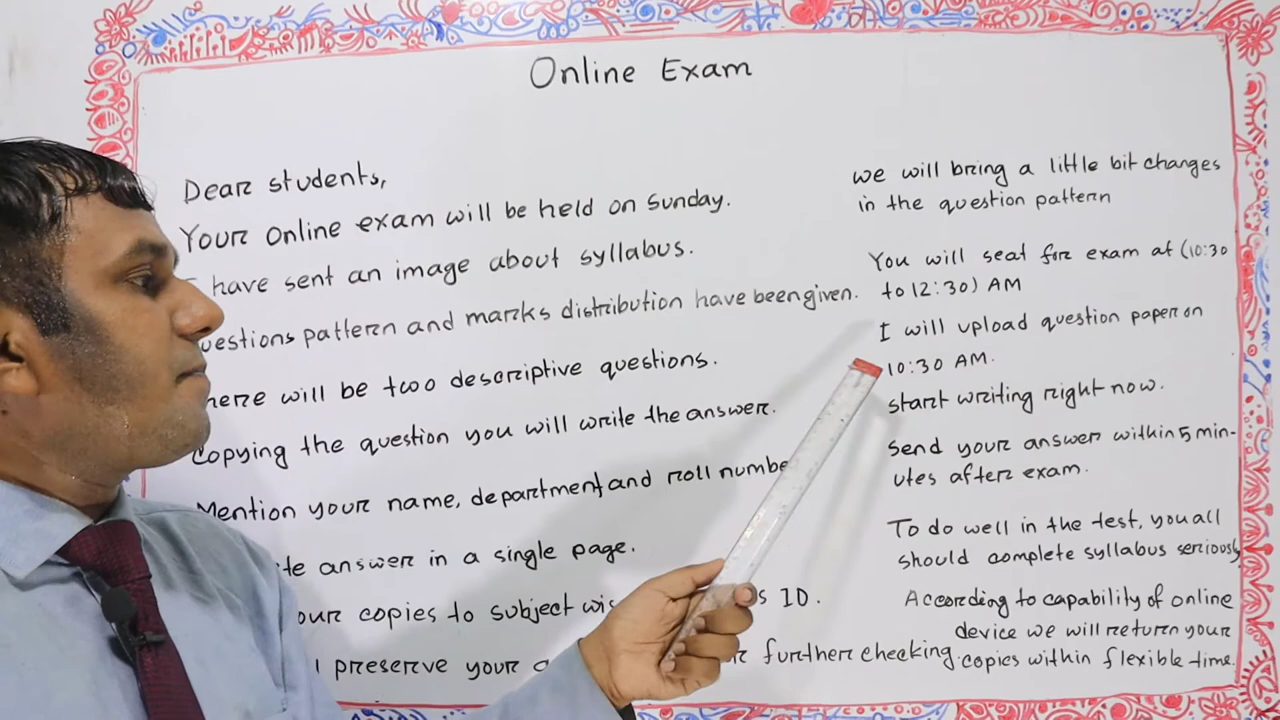 Online Exam
Dear students,
Your Online exam will be held on Sunday.
have sent an image about syllabus.
uestions pattern and marks distribution have been given.
here will be two descriptive questions.
Copying the question you will write the answer.
Mention your name, department and roll numbe
te answer in a single page.
our copies to subject wis s ID.
preserve your further checking.
we will bring a little bit changes
in the question pattern
You will seat for exam at (10:30
to 12:30) AM
I will upload question paper on
10:30 AM.
start writing right now.
Send your answer within 5 min-
utes after exam.
To do well in the test, you all
should complete syllabus seriously
According to capability of online
device we will return your
copies within flexible time.